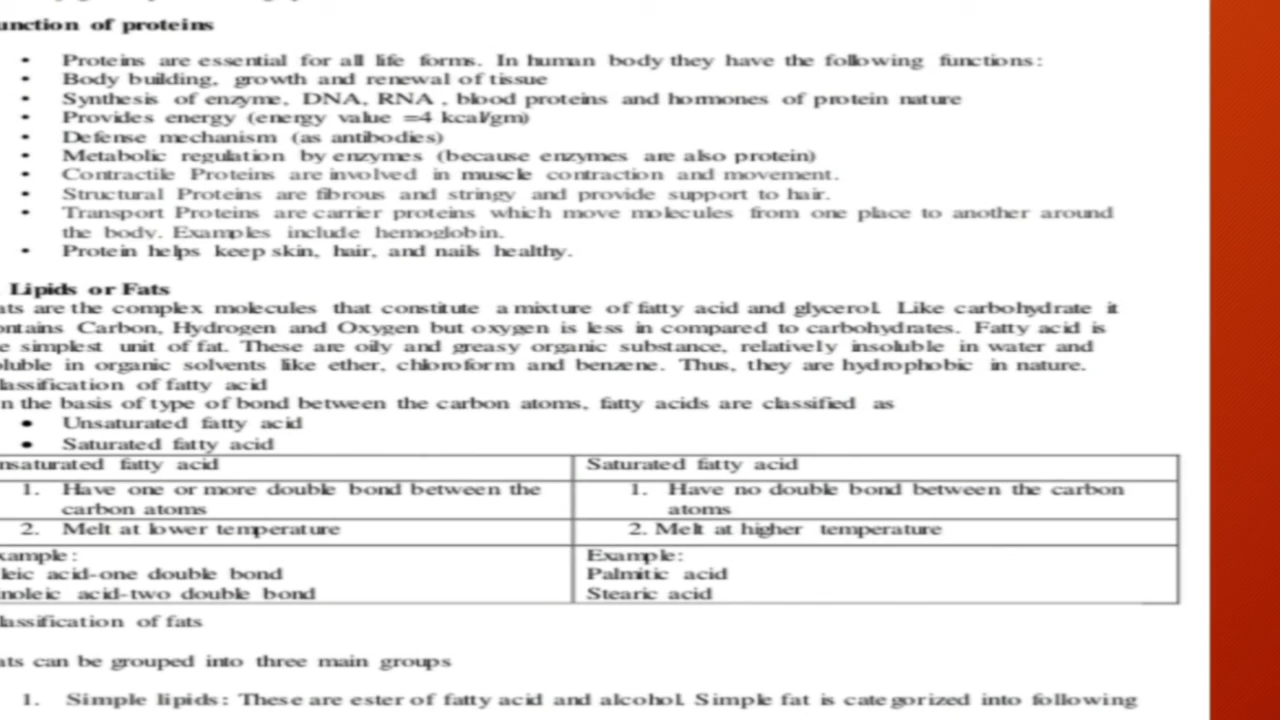 unction of proteins
• Proteins are essential for all life forms. In human body they have the following functions:
• Body building, growth and renewal of tissue
• Synthesis of enzyme, DNA, RNA , blood proteins and hormones of protein nature
• Provides energy (energy value =4 kcal/gm)
• Defense mechanism (as antibodies)
• Metabolic regulation by enzymes (because enzymes are also protein)
• Contractile Proteins are involved in muscle contraction and movement.
• Structural Proteins are fibrous and stringy and provide support to hair.
• Transport Proteins are carrier proteins which move molecules from one place to another around
the body. Examples include hemoglobin.
• Protein helps keep skin, hair, and nails healthy.
Lipids or Fats
ats are the complex molecules that constitute a mixture of fatty acid and glycerol. Like carbohydrate it
ontains Carbon, Hydrogen and Oxygen but oxygen is less in compared to carbohydrates. Fatty acid is
e simplest unit of fat. These are oily and greasy organic substance, relatively insoluble in water and
oluble in organic solvents like ether, chloroform and benzene. Thus, they are hydrophobic in nature.
lassification of fatty acid
n the basis of type of bond between the carbon atoms, fatty acids are classified as
• Unsaturated fatty acid
• Saturated fatty acid
nsaturated fatty acid
Saturated fatty acid
1. Have one or more double bond between the
carbon atoms
1. Have no double bond between the carbon
atoms
2. Melt at lower temperature
2. Melt at higher temperature
xample:
leic acid-one double bond
noleic acid-two double bond
Example:
Palmitic acid
Stearic acid
lassification of fats
ats can be grouped into three main groups
1. Simple lipids: These are ester of fatty acid and alcohol. Simple fat is categorized into following